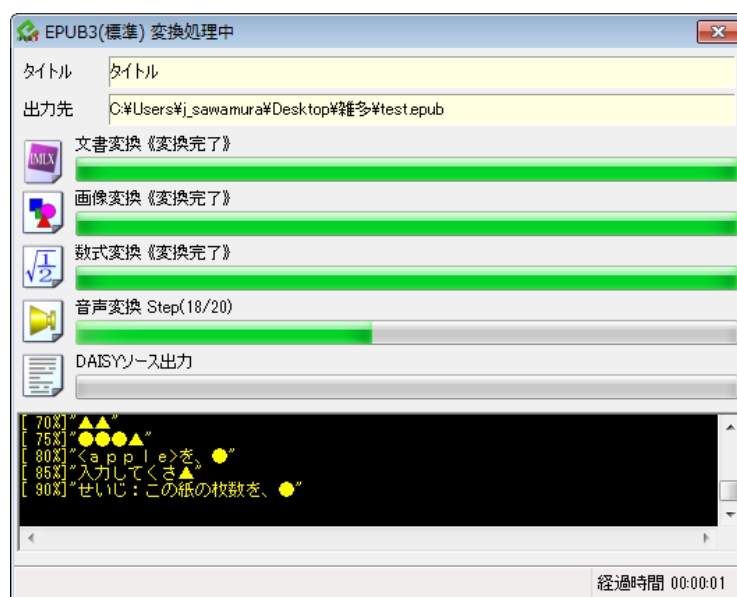 EPUB3(標準) 変換処理中
タイトル タイトル
出力先 C:¥Users¥j_sawamura¥Desktop¥雑多¥test.epub
文書変換《変換完了》
IMLX
画像変換《変換完了》
数式変換《変換完了》
√1/2
音声変換 Step(18/20)
DAISYソース出力
[ 70%]"▲▲"
[ 75%]"●●●▲"
[ 80%]"<ａｐｐｌｅ>を、●"
[ 85%]"入力してくさ▲"
[ 90%]"せいじ：この紙の枚数を、●"
経過時間 00:00:01